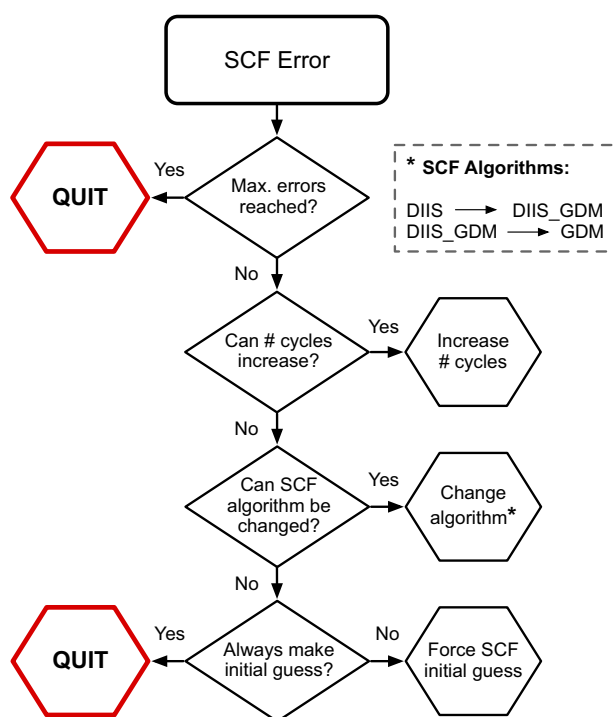 SCF Error
Yes
QUIT
Max. errors
reached?
* SCF Algorithms:
DIIS DIIS_GDM
DIIS_GDM GDM
No
Can # cycles
increase?
Yes
Increase
# cycles
No
Can SCF
algorithm be
changed?
Yes
Change
algorithm*
No
Yes
QUIT
Always make
initial guess?
No
Force SCF
initial guess